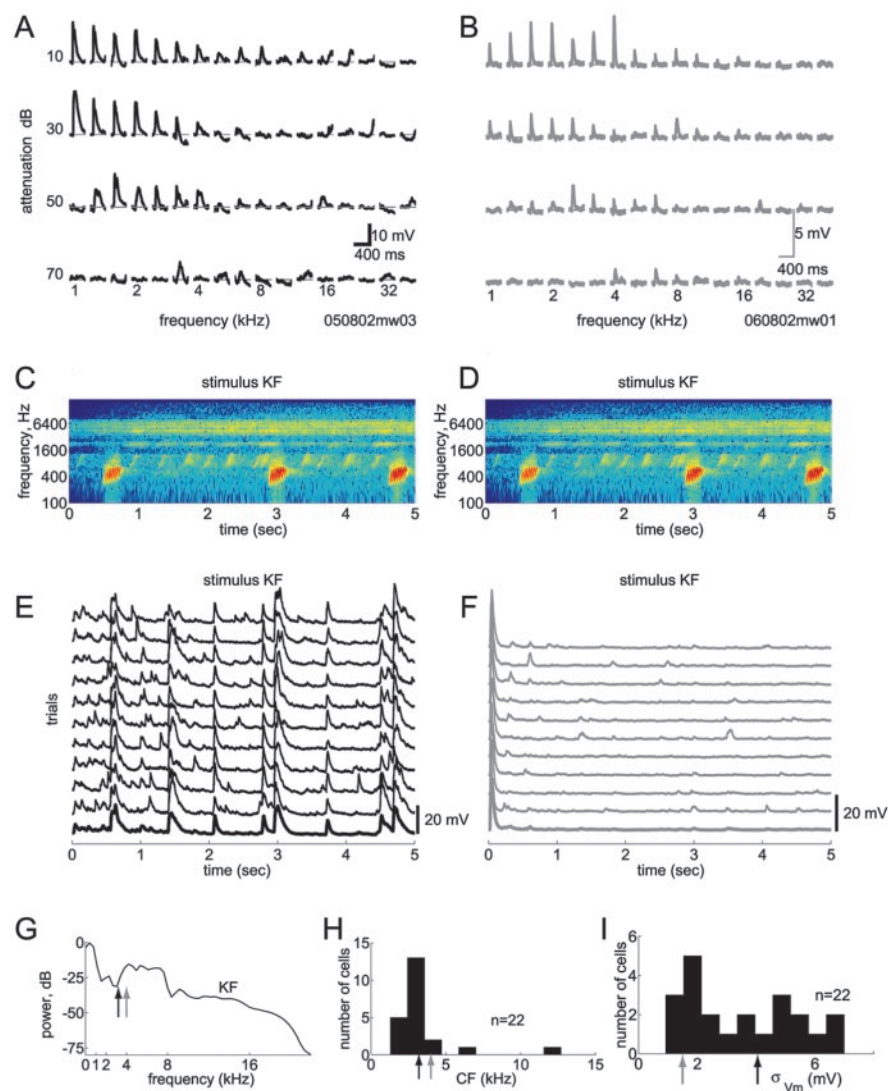 A
B
attenuation dB
10
30
50
70
10 mV
400 ms
5 mV
400 ms
1 2 4 8 16 32
1 2 4 8 16 32
frequency (kHz) 050802mw03
frequency (kHz) 060802mw01
C
stimulus KF
D
stimulus KF
frequency, Hz
6400
1600
400
100
0 1 2 3 4 5
time (sec)
frequency, Hz
6400
1600
400
100
0 1 2 3 4 5
time (sec)
E
stimulus KF
F
stimulus KF
trials
20 mV
0 1 2 3 4 5
time (sec)
20 mV
0 1 2 3 4 5
time (sec)
G
power, dB
0
-25
-50
-75
KF
0 1 2 4 8 16
frequency (kHz)
H
number of cells
15
10
5
0
n=22
0 5 10 15
CF (kHz)
I
number of cells
6
4
2
0
n=22
2 6
σVm (mV)